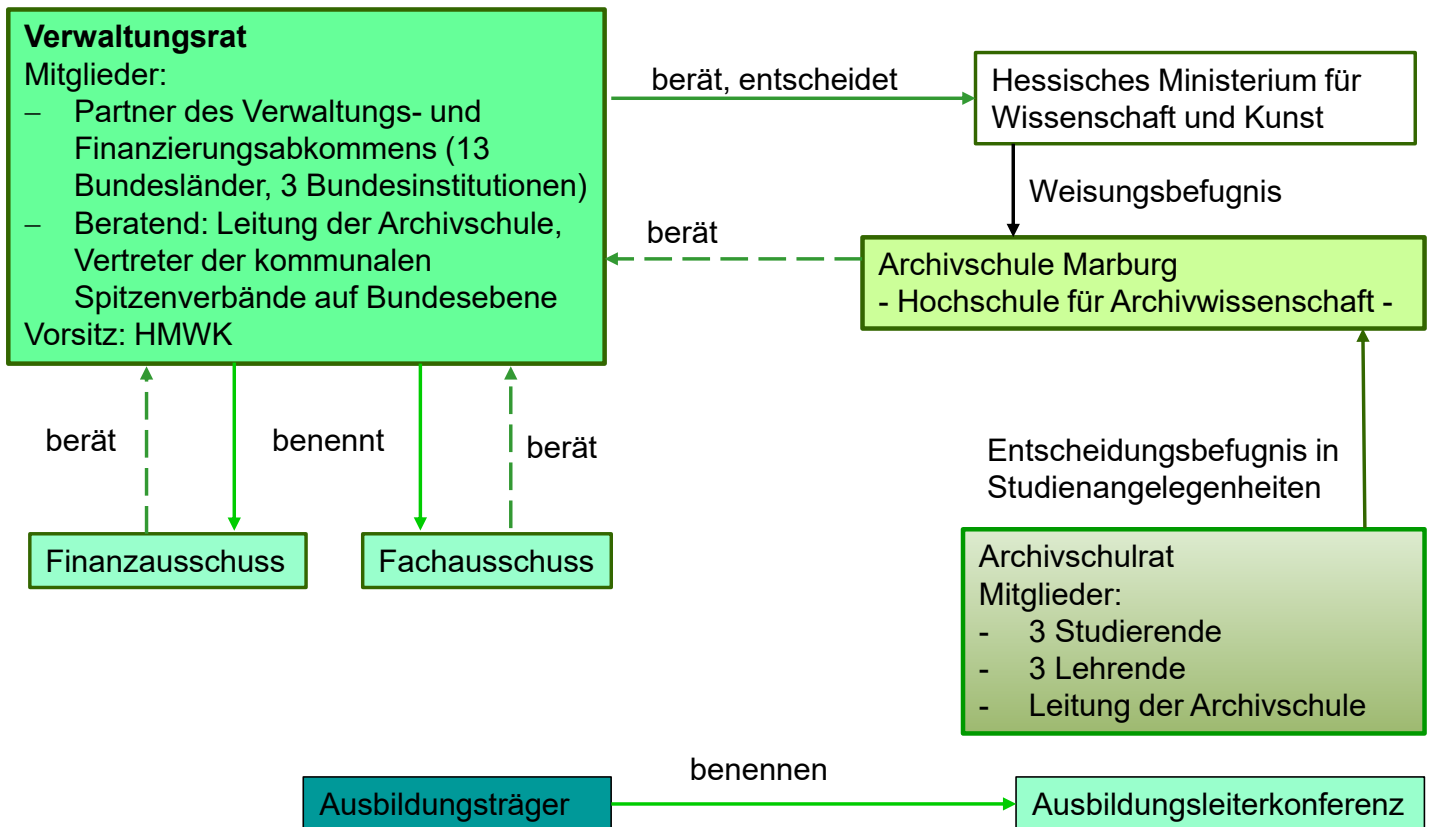 Verwaltungsrat
Mitglieder:
– Partner des Verwaltungs- und
Finanzierungsabkommens (13
Bundesländer, 3 Bundesinstitutionen)
– Beratend: Leitung der Archivschule,
Vertreter der kommunalen
Spitzenverbände auf Bundesebene
Vorsitz: HMWK
berät, entscheidet
Hessisches Ministerium für
Wissenschaft und Kunst
Weisungsbefugnis
berät
Archivschule Marburg
- Hochschule für Archivwissenschaft -
berät
benennt
berät
Finanzausschuss
Fachausschuss
Entscheidungsbefugnis in
Studienangelegenheiten
Archivschulrat
Mitglieder:
- 3 Studierende
- 3 Lehrende
- Leitung der Archivschule
Ausbildungsträger
benennen
Ausbildungsleiterkonferenz